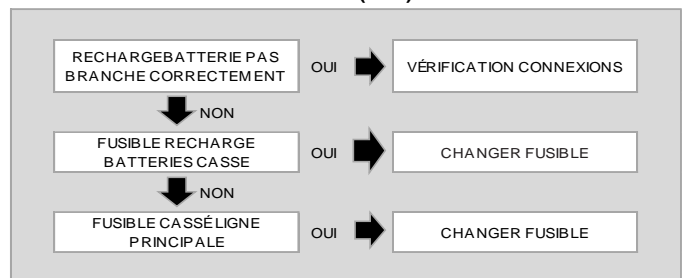 RECHARGEBATTERIE PAS
BRANCHE CORRECTEMENT
OUI
VÉRIFICATION CONNEXIONS
NON
FUSIBLE RECHARGE
BATTERIES CASSE
OUI
CHANGER FUSIBLE
NON
FUSIBLE CASSÉLIGNE
PRINCIPALE
OUI
CHANGER FUSIBLE